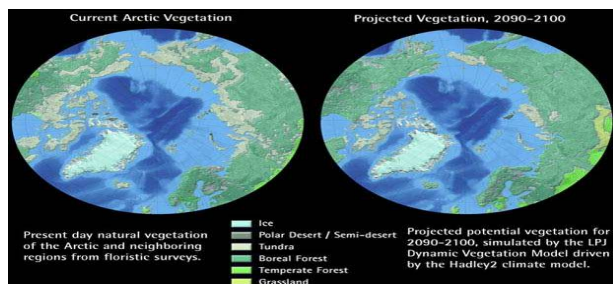 Current Arctic Vegetation
Projected Vegetation, 2090-2100
Present day natural vegetation
of the Arctic and neighboring
regions from floristic surveys.
Ice
Polar Desert / Semi-desert
Tundra
Boreal Forest
Temperate Forest
Grassland
Projected potential vegetation for
2090-2100, simulated by the LPJ
Dynamic Vegetation Model driven
by the Hadley2 climate model.